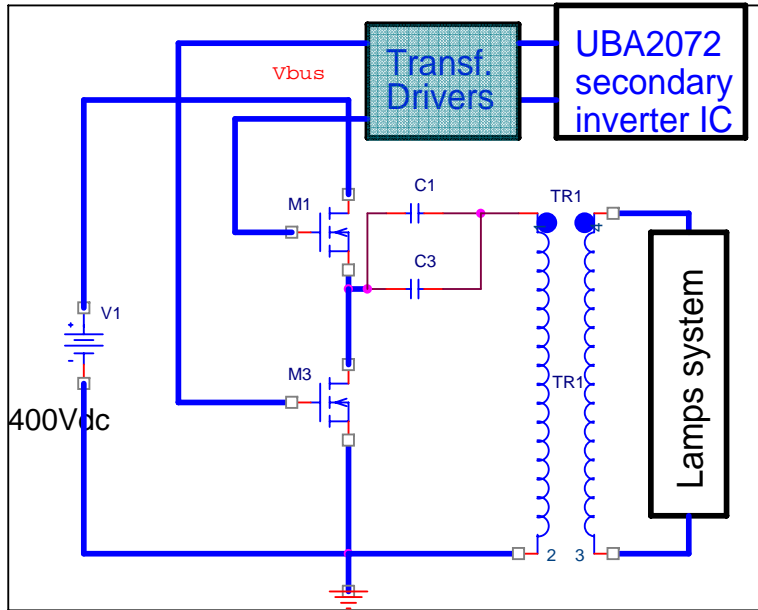 Vbus
Transf.
Drivers
UBA2072
secondary
inverter IC
M1
C1
C3
TR1
4
V1
+
-
400Vdc
M3
TR1
2
3
Lamps system